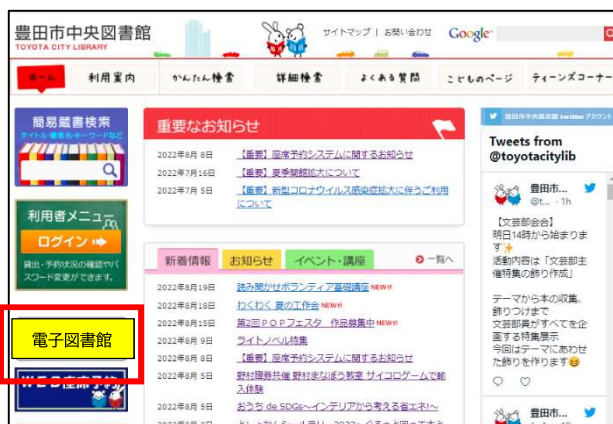 豊田市中央図書館
TOYOTA CITY LIBRARY
サイトマップ | お問い合わせ
Google
ホーム
利用案内
かんたん検索
詳細検索
よくある質問
こどものページ
ティーンズコーナー
簡易蔵書検索
タイトル・著者名・キーワードなど
利用者メニュー
ログイン
貸出・予約状況の確認やパ
スワード変更ができます。
電子図書館
WEB座席予約
重要なお知らせ
2022年8月 8日 【重要】座席予約システムに関するお知らせ
2022年7月16日 【重要】夏季開館拡大について
2022年7月 5日 【重要】新型コロナウイルス感染症拡大に伴うご利用
について
新着情報
お知らせ
イベント・講座
一覧へ
2022年8月19日 読み聞かせボランティア基礎講座 NEW!!
2022年8月18日 わくわく 夏の工作会 NEW!!
2022年8月15日 第2回POPフェスタ 作品募集中 NEW!!
2022年8月 9日 ライトノベル特集
2022年8月 8日 【重要】座席予約システムに関するお知らせ
2022年8月 5日 野村證券共催 野村まなぼう教室 サイコロゲームで輸
入体験
2022年8月 5日 おうち de SDGs～インテリアから考える省エネ!～
豊田市中央図書館 Twitter アカウント
Tweets from
@toyotacitylib
豊田市...
@t... · 1h
【文芸部会合】
明日14時から始まりま
す
活動内容は「文芸部主
催特集の飾り作成」
テーマから本の収集、
飾りつけまで
文芸部員がすべてを企
画する特集展示
今回はテーマにあわせ
た飾りを作ります
豊田市...